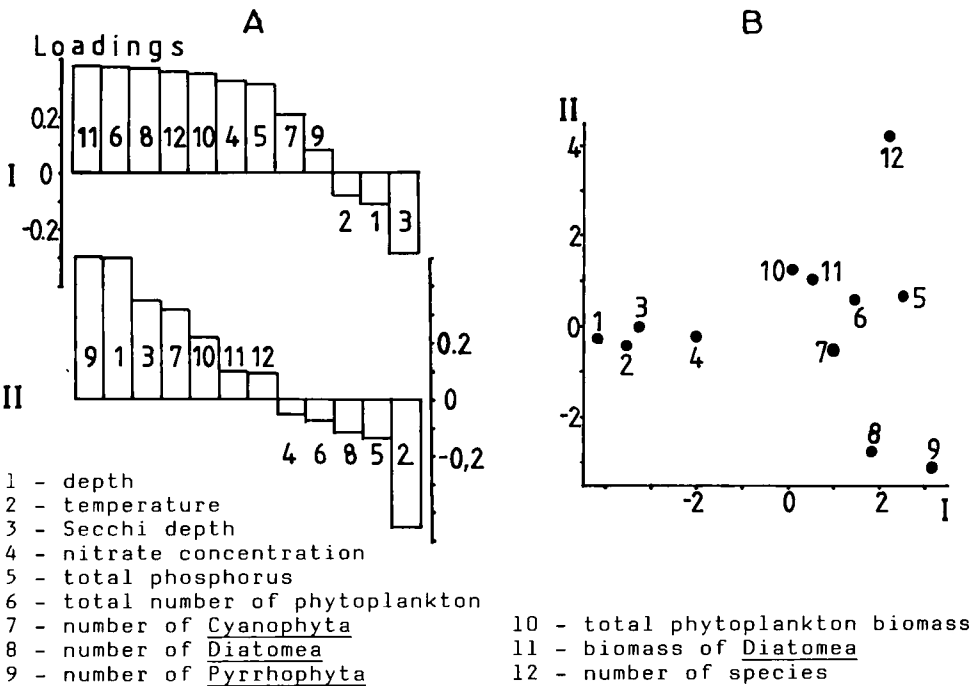 A
Loadings
0.2
I 0
-0.2
11 6 8 12 10 4 5 7 9
2 1 3
9 1 3 7 10 11 12
4 6 8 5 2
II
0.2
0
-0,2
B
II
4
2
0
-2
-2 0 2 I
12
10 11
5
6
7
3
1
2
4
8
9
1 - depth
2 - temperature
3 - Secchi depth
4 - nitrate concentration
5 - total phosphorus
6 - total number of phytoplankton
7 - number of Cyanophyta
8 - number of Diatomea
9 - number of Pyrrhophyta
10 - total phytoplankton biomass
11 - biomass of Diatomea
12 - number of species